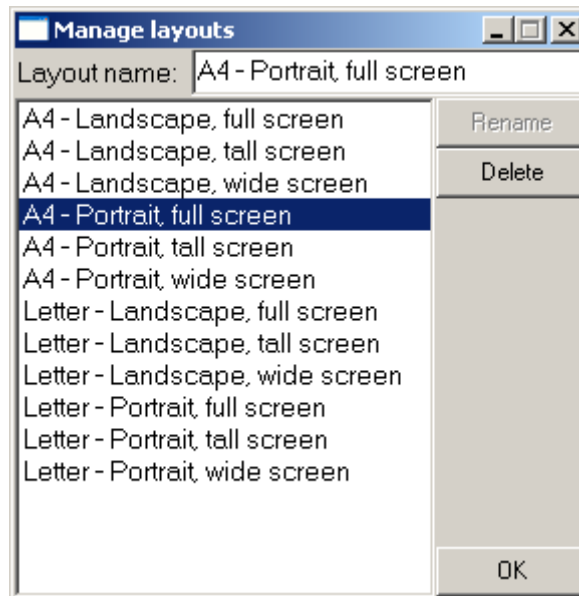 Manage layouts
Layout name: A4 - Portrait, full screen
A4 - Landscape, full screen
A4 - Landscape, tall screen
A4 - Landscape, wide screen
A4 - Portrait, full screen
A4 - Portrait, tall screen
A4 - Portrait, wide screen
Letter - Landscape, full screen
Letter - Landscape, tall screen
Letter - Landscape, wide screen
Letter - Portrait, full screen
Letter - Portrait, tall screen
Letter - Portrait, wide screen
Rename
Delete
OK